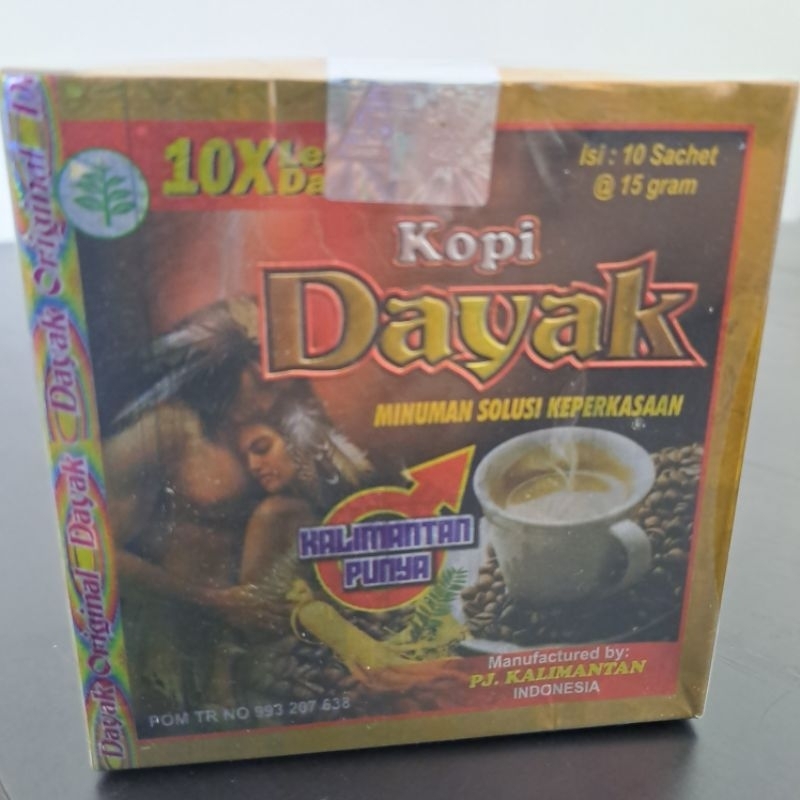 10X
isi : 10 Sachet
@ 15 gram
Kopi
Dayak
MINUMAN SOLUSI KEPERKASAAN
KALIMANTAN
PUNYA
Manufactured by:
PJ. KALIMANTAN
INDONESIA
POM TR NO 993 207 638
Dayak Original Dayak Dayak Original